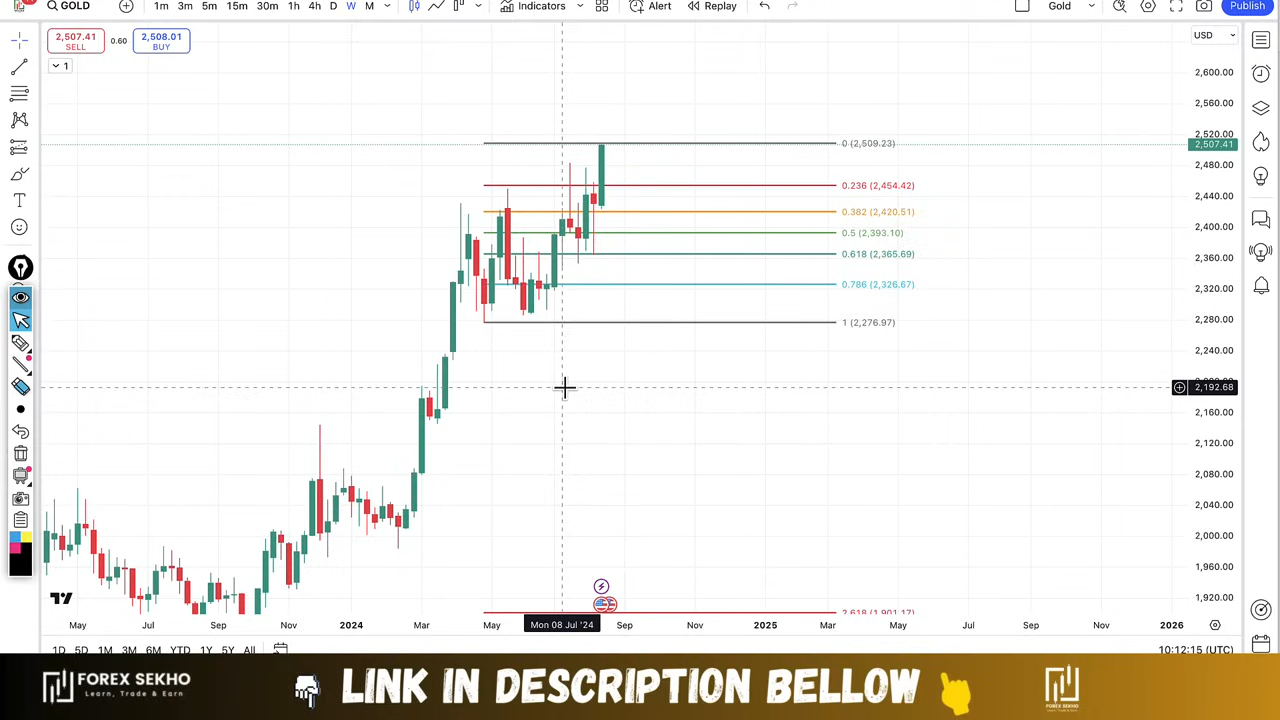 GOLD
1m 3m 5m 15m 30m 1h 4h D W M
Indicators
Alert
Replay
Gold
Publish
2,507.41
SELL
0.60
2,508.01
BUY
1
USD
2,600.00
2,560.00
2,520.00
2,507.41
2,480.00
2,440.00
2,400.00
2,360.00
2,320.00
2,280.00
2,240.00
2,192.68
2,160.00
2,120.00
2,080.00
2,040.00
2,000.00
1,960.00
1,920.00
0 (2,509.23)
0.236 (2,454.42)
0.382 (2,420.51)
0.5 (2,393.10)
0.618 (2,365.69)
0.786 (2,326.67)
1 (2,276.97)
2.618 (1,901.17)
May Jul Sep Nov 2024 Mar May Mon 08 Jul '24 Sep Nov 2025 Mar May Jul Sep Nov 2026
1D 5D 1M 3M 6M YTD 1Y 5Y All
10:12:15 (UTC)
FOREX SEKHO
Learn, Trade & Earn
LINK IN DESCRIPTION BELLOW